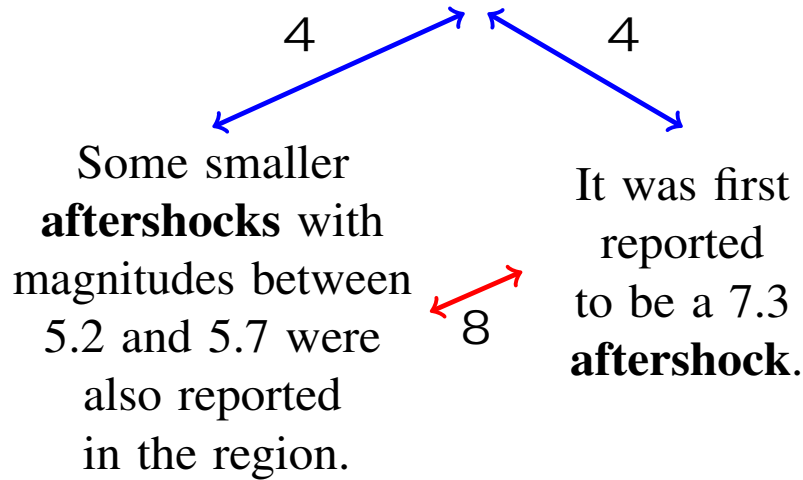 4
4
Some smaller
aftershocks with
magnitudes between
5.2 and 5.7 were
also reported
in the region.
8
It was first
reported
to be a 7.3
aftershock.